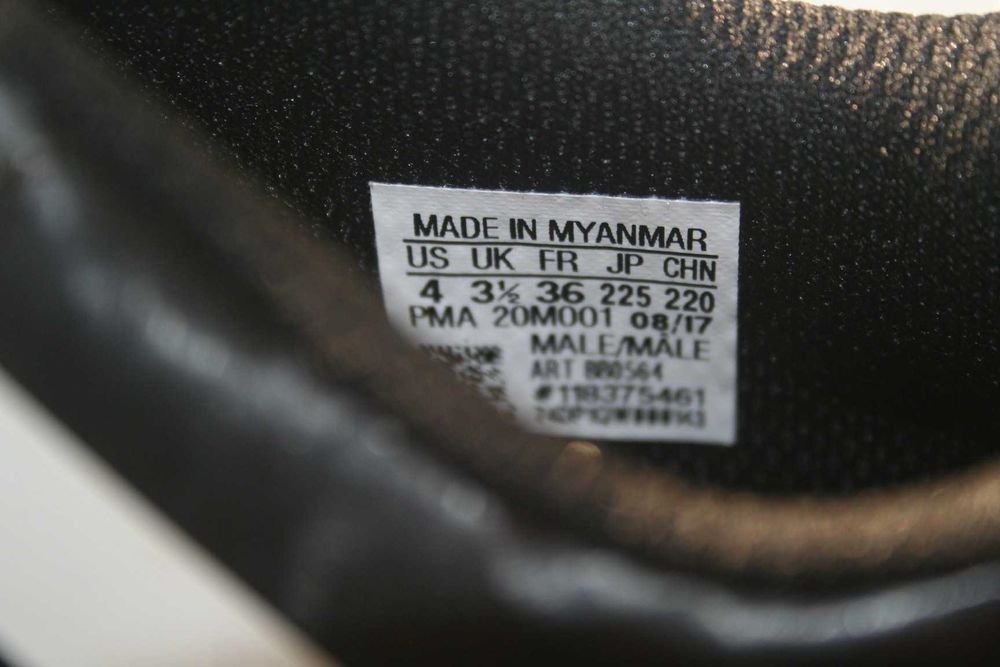 MADE IN MYANMAR
US UK FR JP CHN
4 3½ 36 225 220
PMA 20M001 08/17
MALE/MÂLE
ART BB0564
#118375461